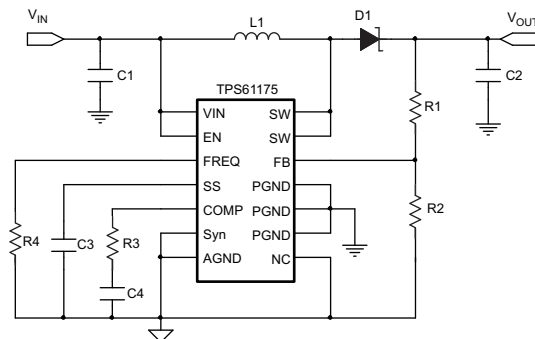 VIN
L1
D1
VOUT
C1
C2
TPS61175
R1
VIN
SW
EN
SW
FREQ
FB
SS
PGND
COMP
PGND
Syn
PGND
AGND
NC
R2
R4
C3
R3
C4